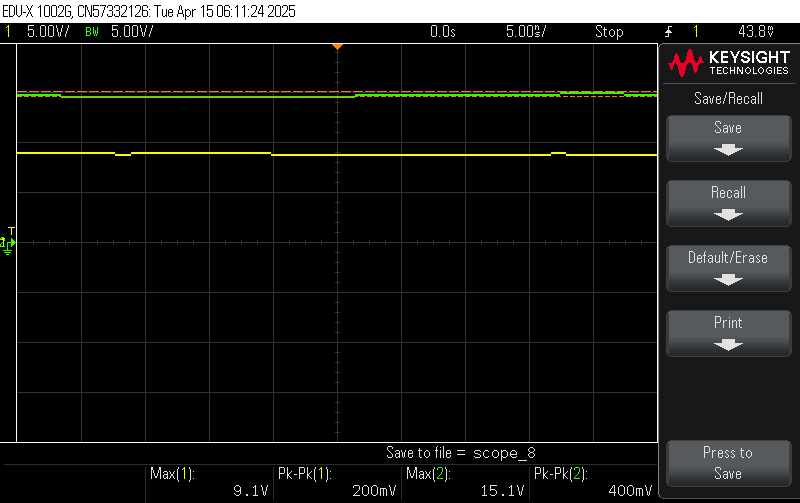 EDU-X 1002G, CN57332126: Tue Apr 15 06:11:24 2025
1 5.00V/ BW 5.00V/ 0.0s 5.00ms/ Stop 1 43.8V
KEYSIGHT
TECHNOLOGIES
Save/Recall
Save
Recall
Default/Erase
Print
Press to
Save
T
2
Save to file = scope_8
Max(1): Pk-Pk(1): Max(2): Pk-Pk(2):
9.1V 200mV 15.1V 400mV